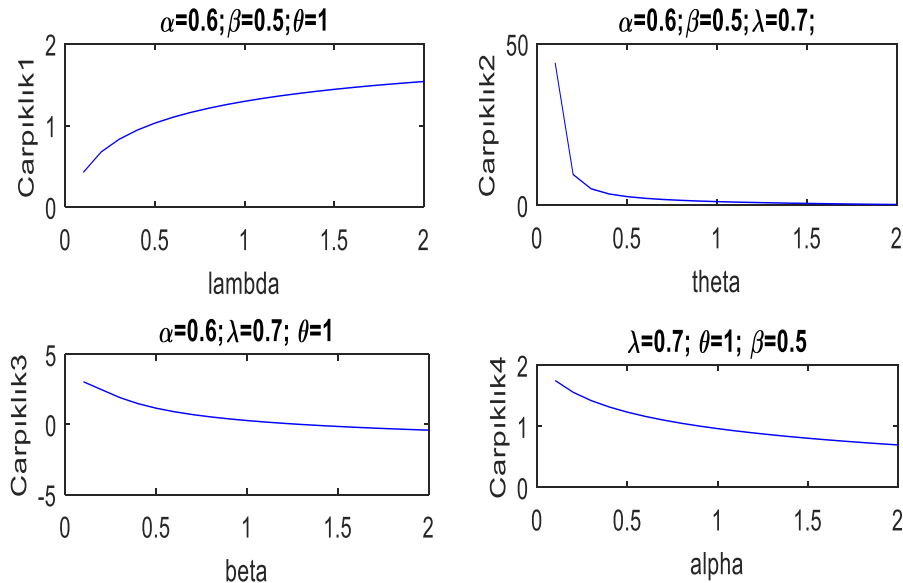 α=0.6;β=0.5;θ=1
2
1
0
Carpıklık1
0 0.5 1 1.5 2
lambda
α=0.6;β=0.5;λ=0.7;
50
0
Carpıklık2
0 0.5 1 1.5 2
theta
α=0.6;λ=0.7; θ=1
5
0
-5
Carpıklık3
0 0.5 1 1.5 2
beta
λ=0.7; θ=1; β=0.5
2
1
0
Carpıklık4
0 0.5 1 1.5 2
alpha